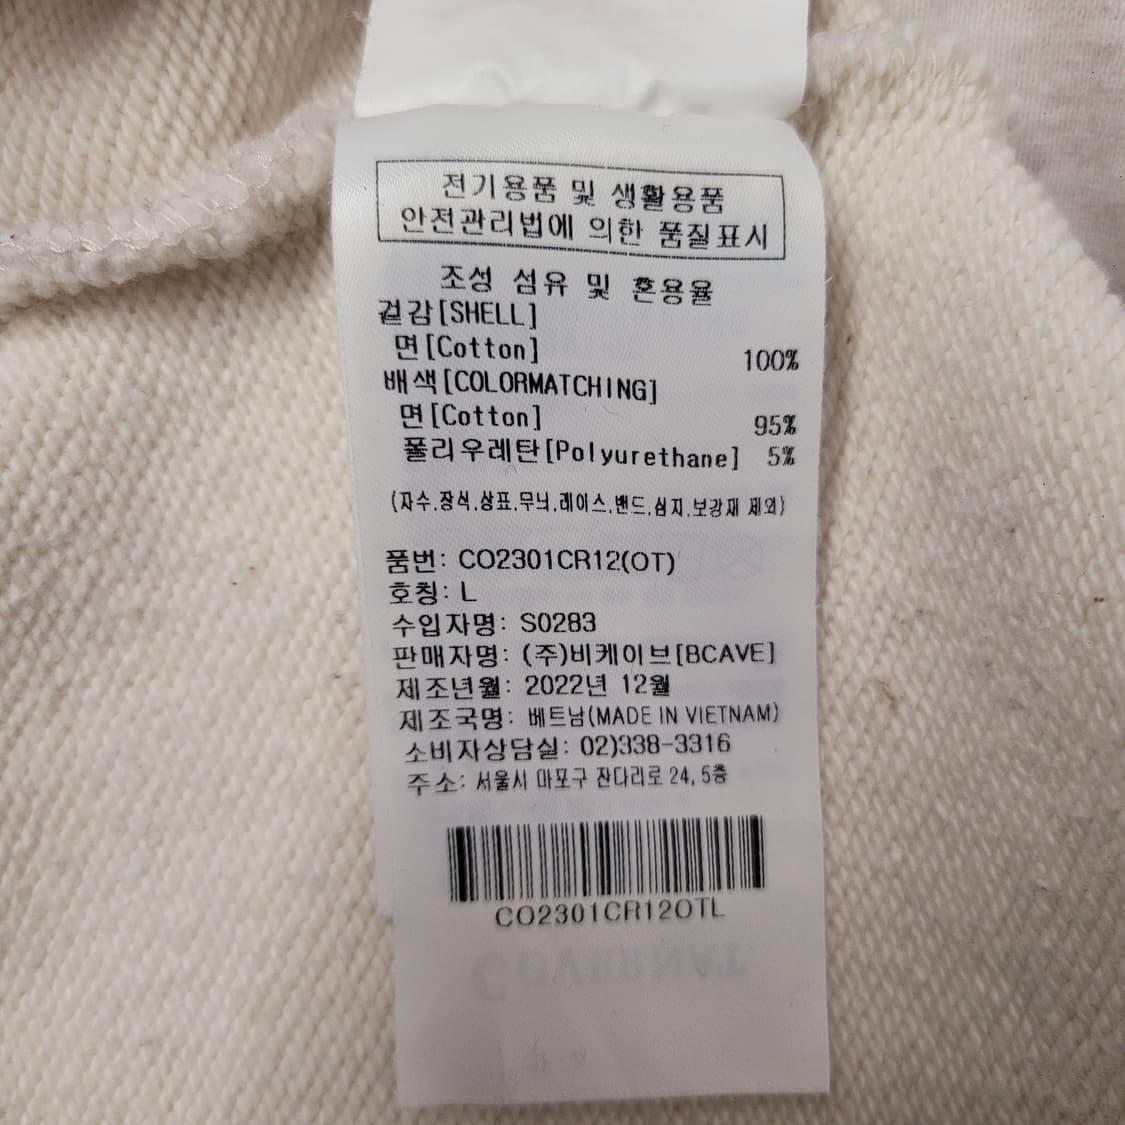 전기용품 및 생활용품
안전관리법에 의한 품질표시
조성 섬유 및 혼용율
겉감[SHELL]
면[Cotton] 100%
배색[COLORMATCHING]
면[Cotton] 95%
폴리우레탄[Polyurethane] 5%
(자수,장식,상표,무늬,레이스,밴드,심지,보강재 제외)
품번: CO2301CR12(OT)
호칭: L
수입자명: S0283
판매자명: (주)비케이브[BCAVE]
제조년월: 2022년 12월
제조국명: 베트남(MADE IN VIETNAM)
소비자상담실: 02)338-3316
주소: 서울시 마포구 잔다리로 24, 5층
CO2301CR12OTL
COVERNAT